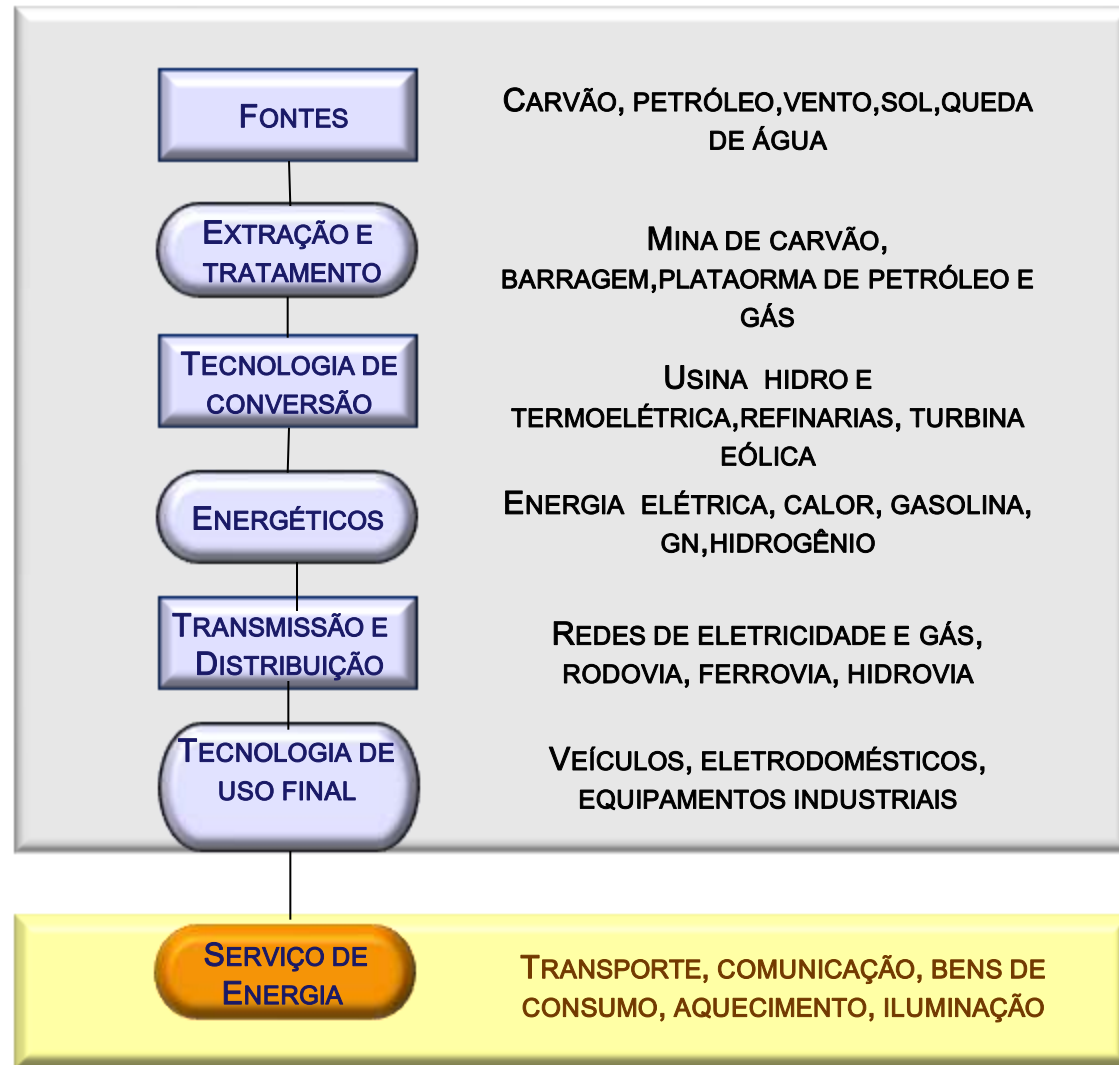 FONTES
CARVÃO, PETRÓLEO,VENTO,SOL,QUEDA
DE ÁGUA
EXTRAÇÃO E
TRATAMENTO
MINA DE CARVÃO,
BARRAGEM,PLATAORMA DE PETRÓLEO E
GÁS
TECNOLOGIA DE
CONVERSÃO
USINA HIDRO E
TERMOELÉTRICA,REFINARIAS, TURBINA
EÓLICA
ENERGÉTICOS
ENERGIA ELÉTRICA, CALOR, GASOLINA,
GN,HIDROGÊNIO
TRANSMISSÃO E
DISTRIBUIÇÃO
REDES DE ELETRICIDADE E GÁS,
RODOVIA, FERROVIA, HIDROVIA
TECNOLOGIA DE
USO FINAL
VEÍCULOS, ELETRODOMÉSTICOS,
EQUIPAMENTOS INDUSTRIAIS
SERVIÇO DE
ENERGIA
TRANSPORTE, COMUNICAÇÃO, BENS DE
CONSUMO, AQUECIMENTO, ILUMINAÇÃO